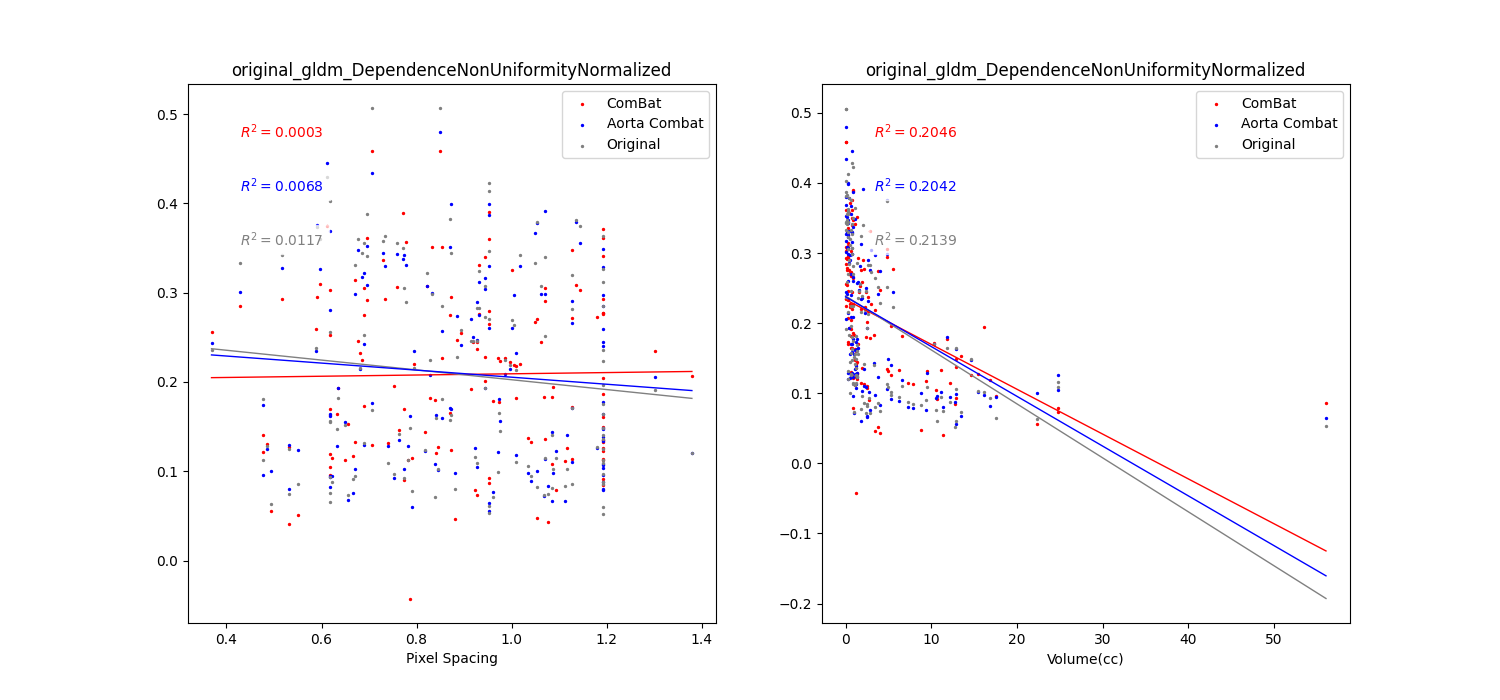 original_gldm_DependenceNonUniformityNormalized
ComBat
Aorta Combat
Original
R² = 0.0003
R² = 0.0068
R² = 0.0117
0.5
0.4
0.3
0.2
0.1
0.0
0.4 0.6 0.8 1.0 1.2 1.4
Pixel Spacing
original_gldm_DependenceNonUniformityNormalized
ComBat
Aorta Combat
Original
R² = 0.2046
R² = 0.2042
R² = 0.2139
0.5
0.4
0.3
0.2
0.1
0.0
−0.1
−0.2
0 10 20 30 40 50
Volume(cc)